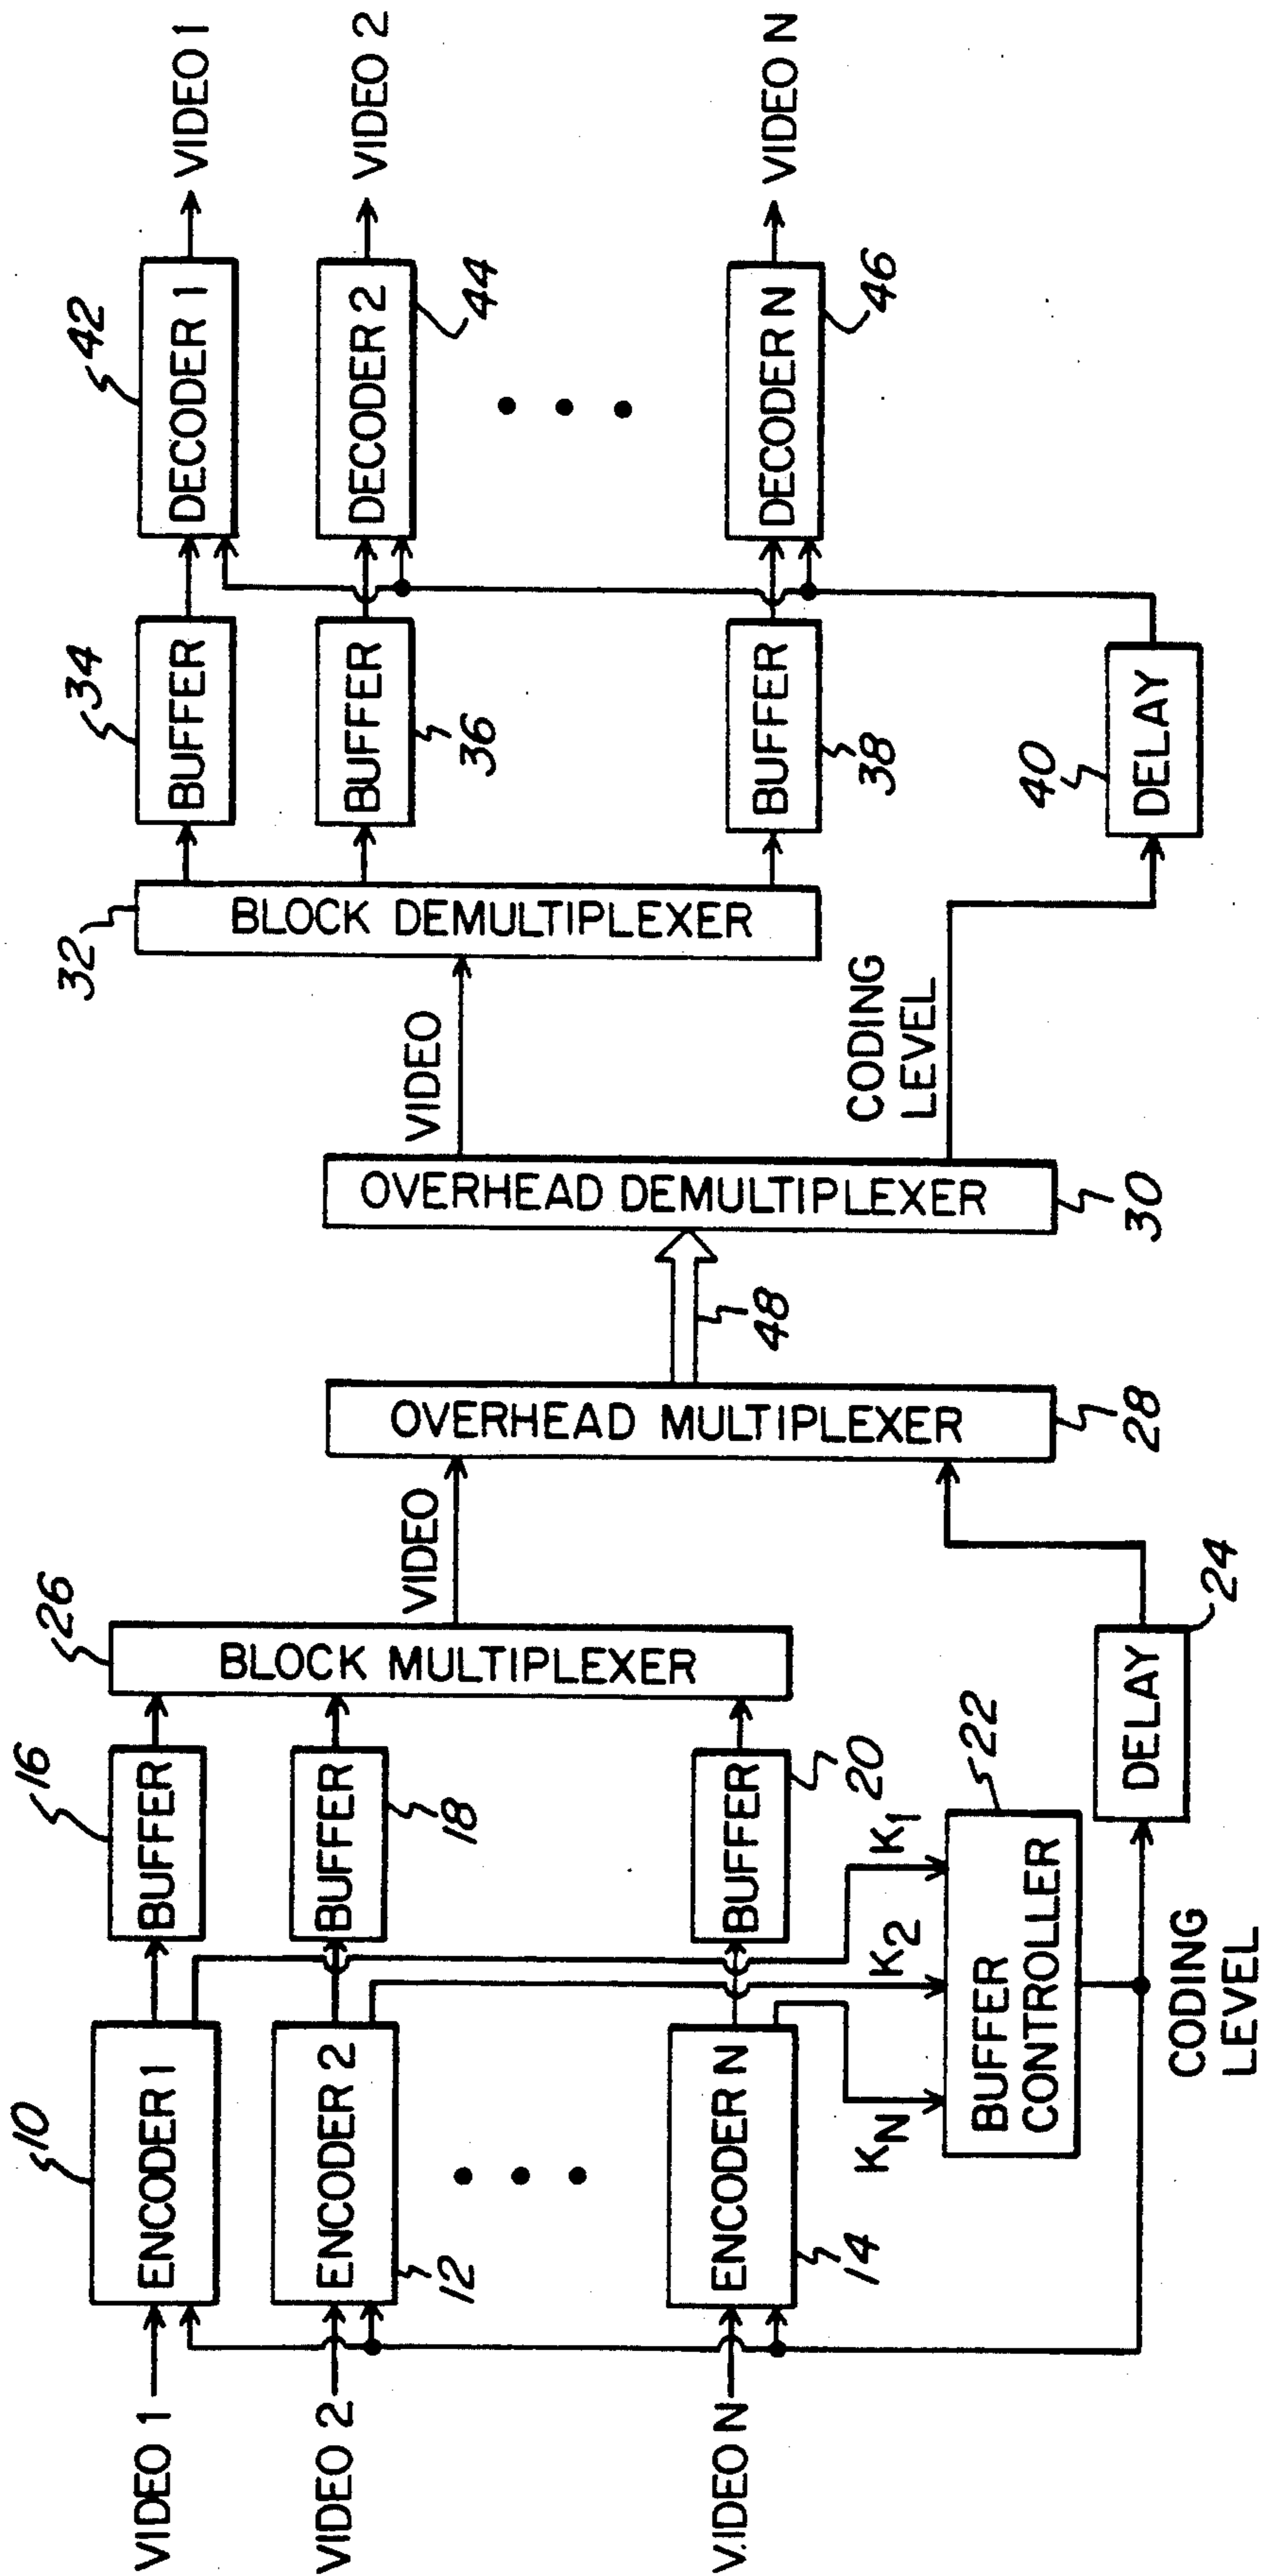 VIDEO 1
VIDEO 2
V.IDEO N
10
ENCODER 1
ENCODER 2
12
ENCODER N
14
16
BUFFER
BUFFER
18
BUFFER
20
K1
K2
KN
22
BUFFER
CONTROLLER
CODING
LEVEL
DELAY
24
26
BLOCK MULTIPLEXER
VIDEO
OVERHEAD MULTIPLEXER
28
48
OVERHEAD DEMULTIPLEXER
30
VIDEO
CODING
LEVEL
32
BLOCK DEMULTIPLEXER
34
BUFFER
BUFFER
36
BUFFER
38
40
DELAY
42
DECODER 1
DECODER 2
44
DECODER N
46
VIDEO 1
VIDEO 2
VIDEO N